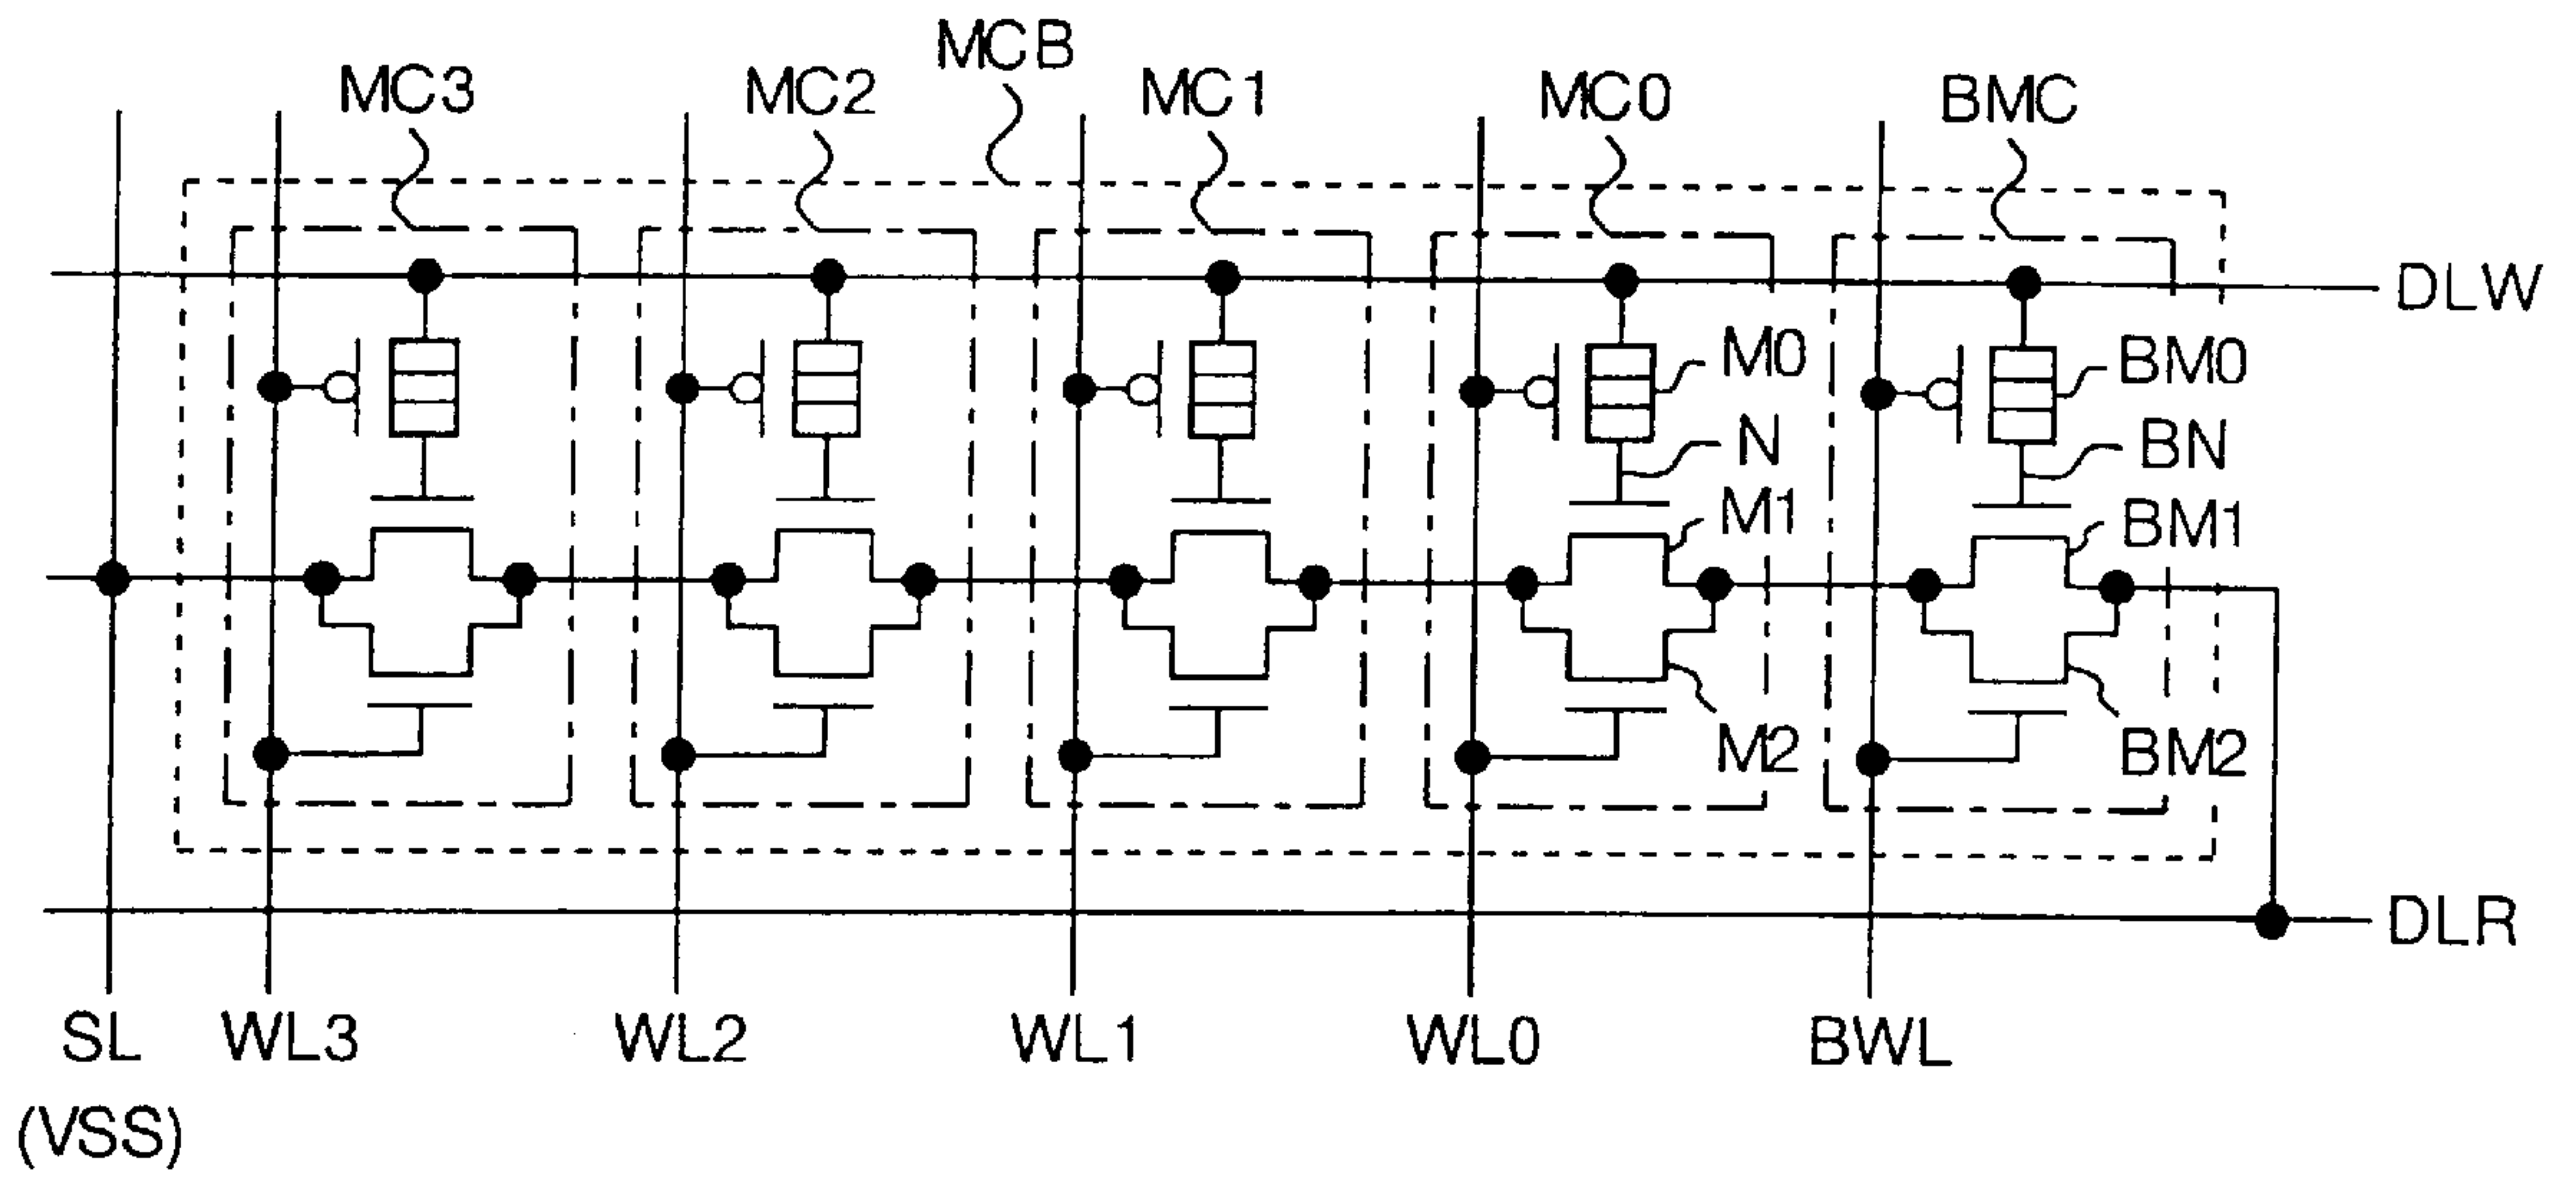 MCB
MC3 MC2 MC1 MC0 BMC
DLW
M0 BM0
N BN
M1 BM1
M2 BM2
DLR
SL WL3 WL2 WL1 WL0 BWL
(VSS)